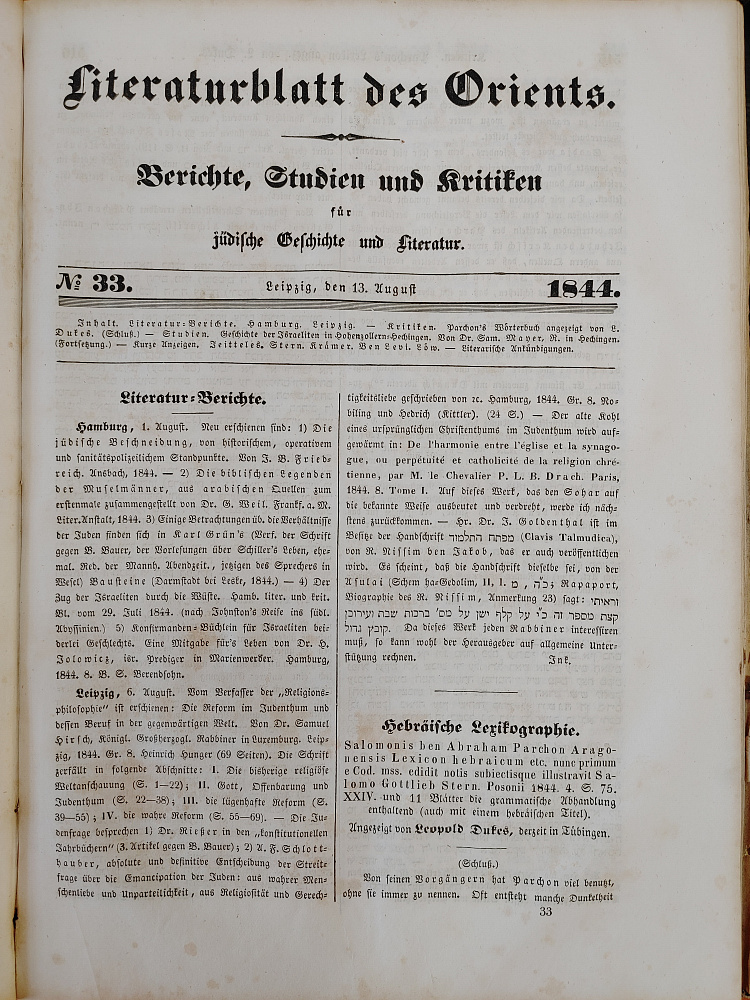 Literaturblatt des Orients.
Berichte, Studien und Kritiken
für
jüdische Geschichte und Literatur.
№ 33. Leipzig, den 13. August 1844.
Inhalt. Literatur=Berichte. Hamburg. Leipzig. — Kritiken. Parchon's Wörterbuch angezeigt von L.
Dukes. (Schluß.) — Studien. Geschichte der Israeliten in Hohenzollern=Hechingen. Von Dr. Sam. Mayer, R. in Hechingen.
(Fortsetzung.) — Kurze Anzeigen. Jeitteles. Stern. Krämer. Ben Levi. Löw. — Literarische Ankündigungen.
Literatur=Berichte.
Hamburg, 1. August. Neu erschienen sind: 1) Die
jüdische Beschneidung, von historischem, operativem
und sanitätspolizeilichem Standpunkte. Von J. B. Fried=
reich. Ansbach, 1844. — 2) Die biblischen Legenden
der Muselmänner, aus arabischen Quellen zum
erstenmale zusammengestellt von Dr. G. Weil. Frankf. a. M.
Liter. Anstalt, 1844. 3) Einige Betrachtungen üb. die Verhältnisse
der Juden finden sich in Karl Grün's (Verf. der Schrift
gegen B. Bauer, der Vorlesungen über Schiller's Leben, ehe=
mal. Red. der Mannh. Abendzeit., jetzigen des Sprechers in
Wesel) Bausteine (Darmstadt bei Leske, 1844.) — 4) Der
Zug der Israeliten durch die Wüste. Hamb. liter. und krit.
Bl. vom 29. Juli 1844. (nach Johnston's Reise ins südl.
Abyssinien.) 5) Konfirmanden=Büchlein für Israeliten bei=
derlei Geschlechts. Eine Mitgabe für's Leben von Dr. H.
Jolowicz, isr. Prediger in Marienwerder. Hamburg,
1844. 8. B. S. Berendsohn.
Leipzig, 6. August. Vom Verfasser der „Religions=
philosophie" ist erschienen: Die Reform im Judenthum und
dessen Beruf in der gegenwärtigen Welt. Von Dr. Samuel
Hirsch, Königl. Großherzogl. Rabbiner in Luxemburg. Leip=
zig, 1844. Gr. 8. Heinrich Hunger (69 Seiten). Die Schrift
zerfällt in folgende Abschnitte: I. Die bisherige religiöse
Weltanschauung (S. 1—22); II. Gott, Offenbarung und
Judenthum (S. 22—38); III. die lügenhafte Reform (S.
39—55); IV. die wahre Reform (S. 55—69). — Die Ju=
denfrage besprechen 1) Dr. Rießer in den „konstitutionellen
Jahrbüchern" (3. Artikel gegen B. Bauer); 2) A. F. Schlott=
hauber, absolute und definitive Entscheidung der Streit=
frage über die Emancipation der Juden: aus wahrer Men=
schenliebe und Unparteilichkeit, aus Religiosität und Gerech=
tigkeitsliebe geschrieben von ꝛc. Hamburg, 1844. Gr. 8. No=
biling und Hedrich (Kittler). (24 S.) — Der alte Kohl
eines ursprünglichen Christenthums im Judenthum wird auf=
gewärmt in: De l'harmonie entre l'église et la synago-
gue, ou perpétuité et catholicité de la religion chré-
tienne, par M. le Chevalier P. L. B. Drach. Paris,
1844. 8. Tome I. Auf dieses Werk, das den Sohar auf
die bekannte Weise ausbeutet und verdreht, werde ich näch=
stens zurückkommen. — Hr. Dr. J. Goldenthal ist im
Besitze der Handschrift מפתח התלמוד (Clavis Talmudica),
von R. Nissim ben Jakob, das er auch veröffentlichen
wird. Es scheint, daß die Handschrift dieselbe sei, von der
Asulai (Schem ha=Gedolim, II, 1. מ, כ"ה; Rapaport,
Biographie des R. Nissim, Anmerkung 23) sagt: וראיתי
קצת מספר זה כ"י על קלף ישן על מס' ברכות שבת ועירובין
קובץ גדול. Da dieses Werk jeden Rabbiner interessiren
muß, so kann wohl der Herausgeber auf allgemeine Unter=
stützung rechnen. Ink.
Hebräische Lexikographie.
Salomonis ben Abraham Parchon Arago-
nensis Lexicon hebraicum etc. nunc primum
e Cod. mss. edidit notis subiectisque illustravit Sa-
lomo Gottlieb Stern. Posonii 1844. 4. S. 75.
XXIV. und 11 Blätter die grammatische Abhandlung
enthaltend (auch mit einem hebräischen Titel).
Angezeigt von Leopold Dukes, derzeit in Tübingen.
(Schluß.)
Von seinen Vorgängern hat Parchon viel benutzt,
ohne sie immer zu nennen. Oft entsteht manche Dunkelheit
33